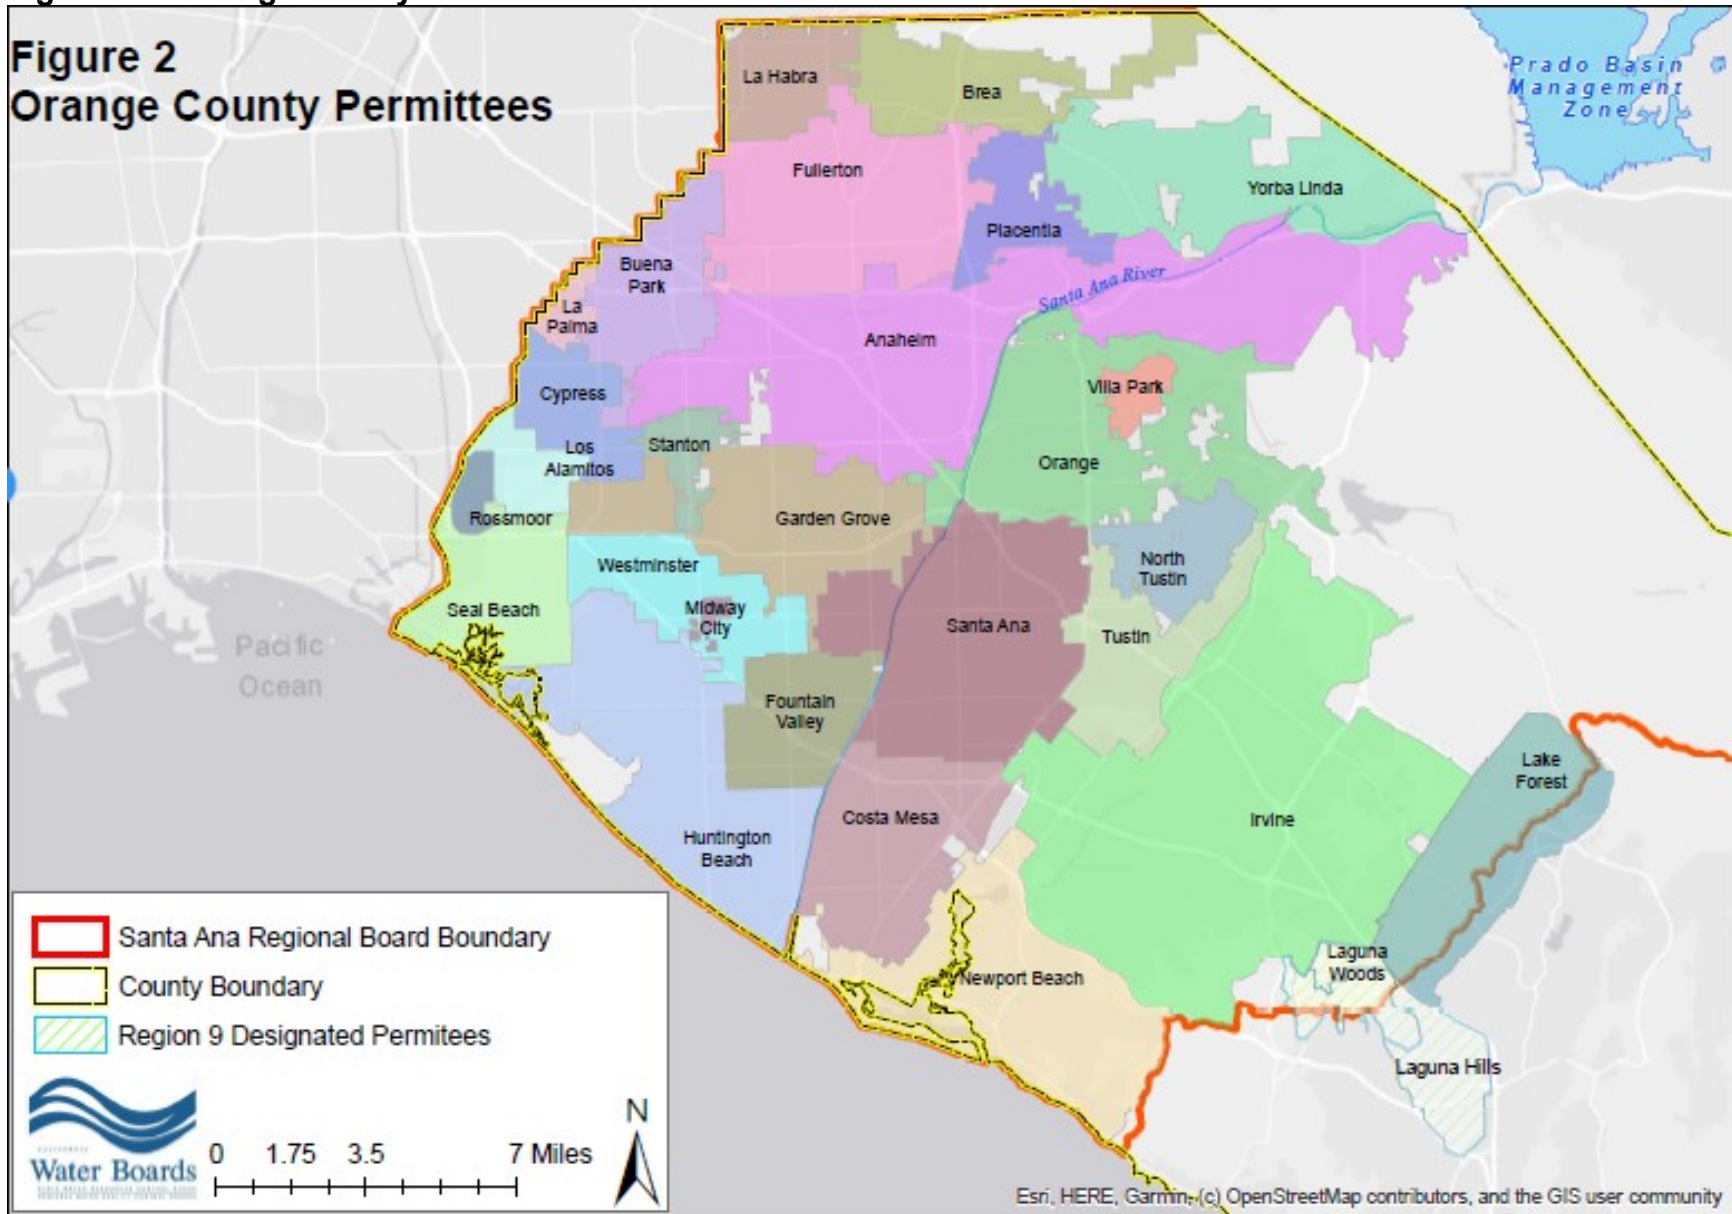 Figure 2
Orange County Permittees
Prado Basin
Management
Zone
La Habra
Brea
Fullerton
Yorba Linda
Placentia
Buena
Park
Santa Ana River
La
Palma
Anaheim
Villa Park
Cypress
Stanton
Los
Alamitos
Orange
Rossmoor
Garden Grove
Westminster
North
Tustin
Seal Beach
Midway
City
Santa Ana
Tustin
Pacific
Ocean
Fountain
Valley
Lake
Forest
Costa Mesa
Irvine
Huntington
Beach
Laguna
Woods
Newport Beach
Laguna Hills
Santa Ana Regional Board Boundary
County Boundary
Region 9 Designated Permitees
N
0 1.75 3.5 7 Miles
CALIFORNIA
Water Boards
Esri, HERE, Garmin, (c) OpenStreetMap contributors, and the GIS user community